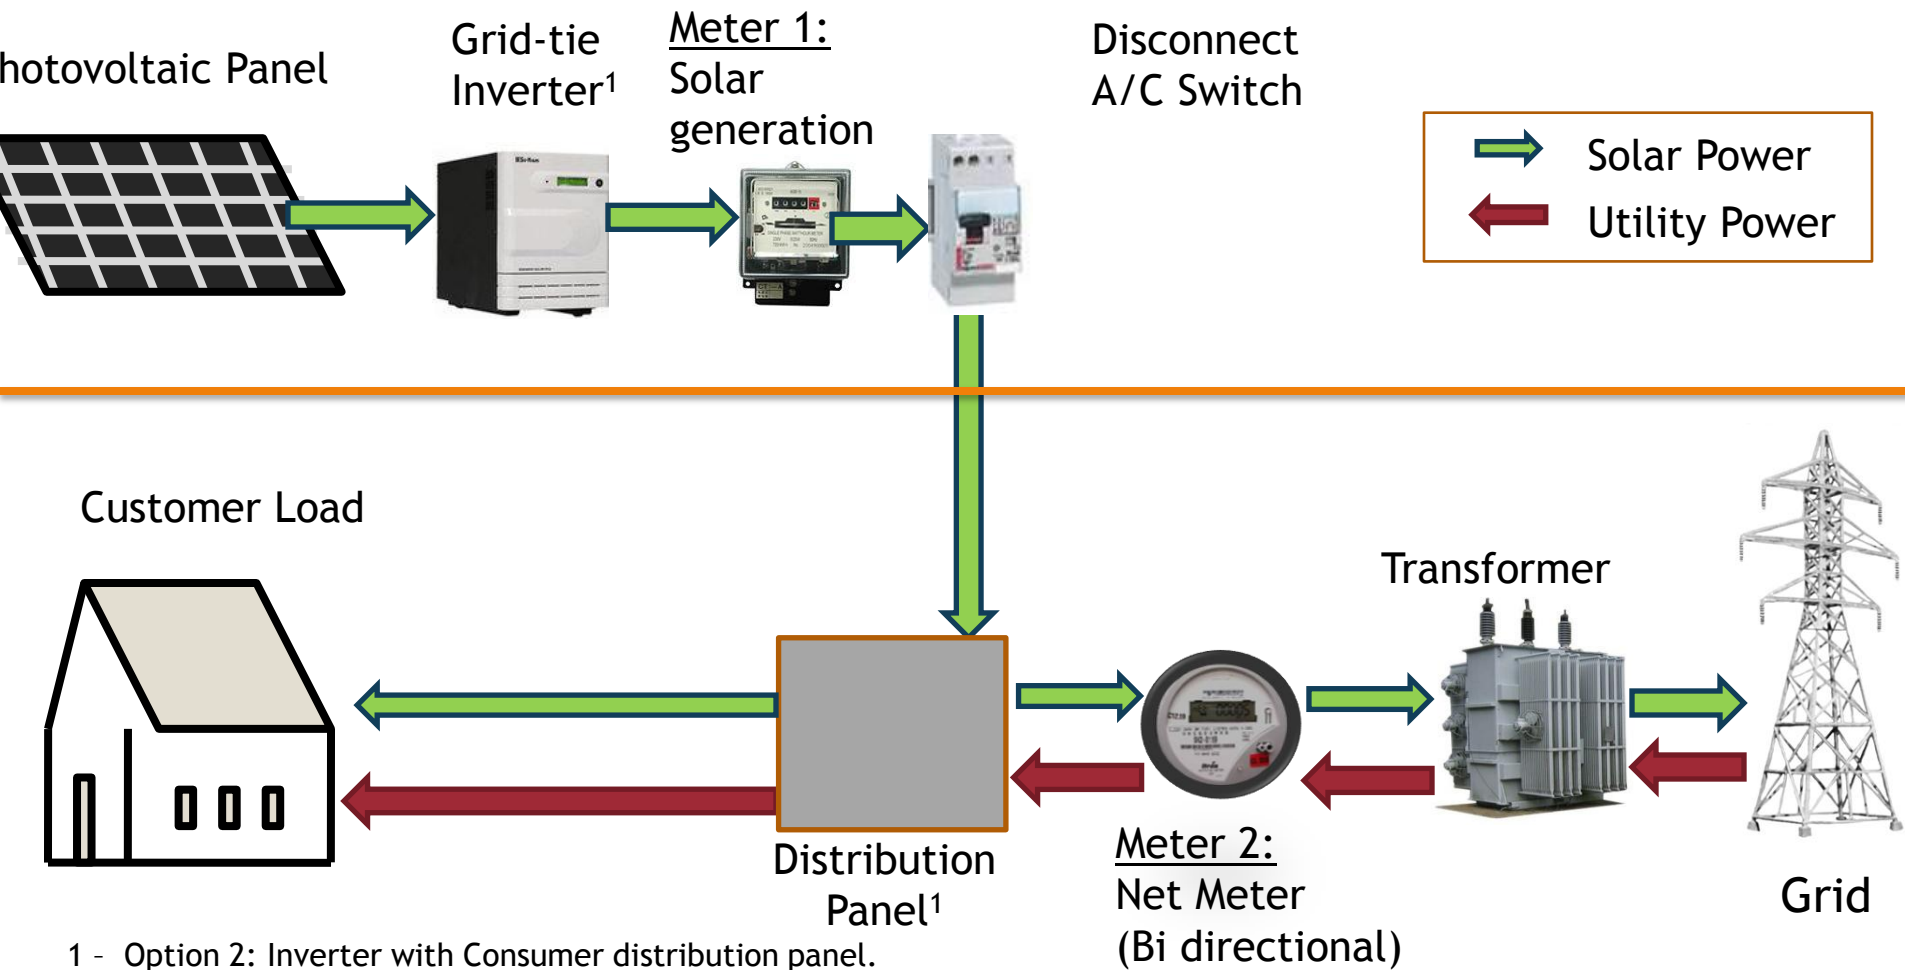 hotovoltaic Panel
Grid-tie
Inverter¹
Meter 1:
Solar
generation
Disconnect
A/C Switch
Solar Power
Utility Power
Customer Load
Transformer
Distribution
Panel¹
Meter 2:
Net Meter
(Bi directional)
Grid
1 – Option 2: Inverter with Consumer distribution panel.